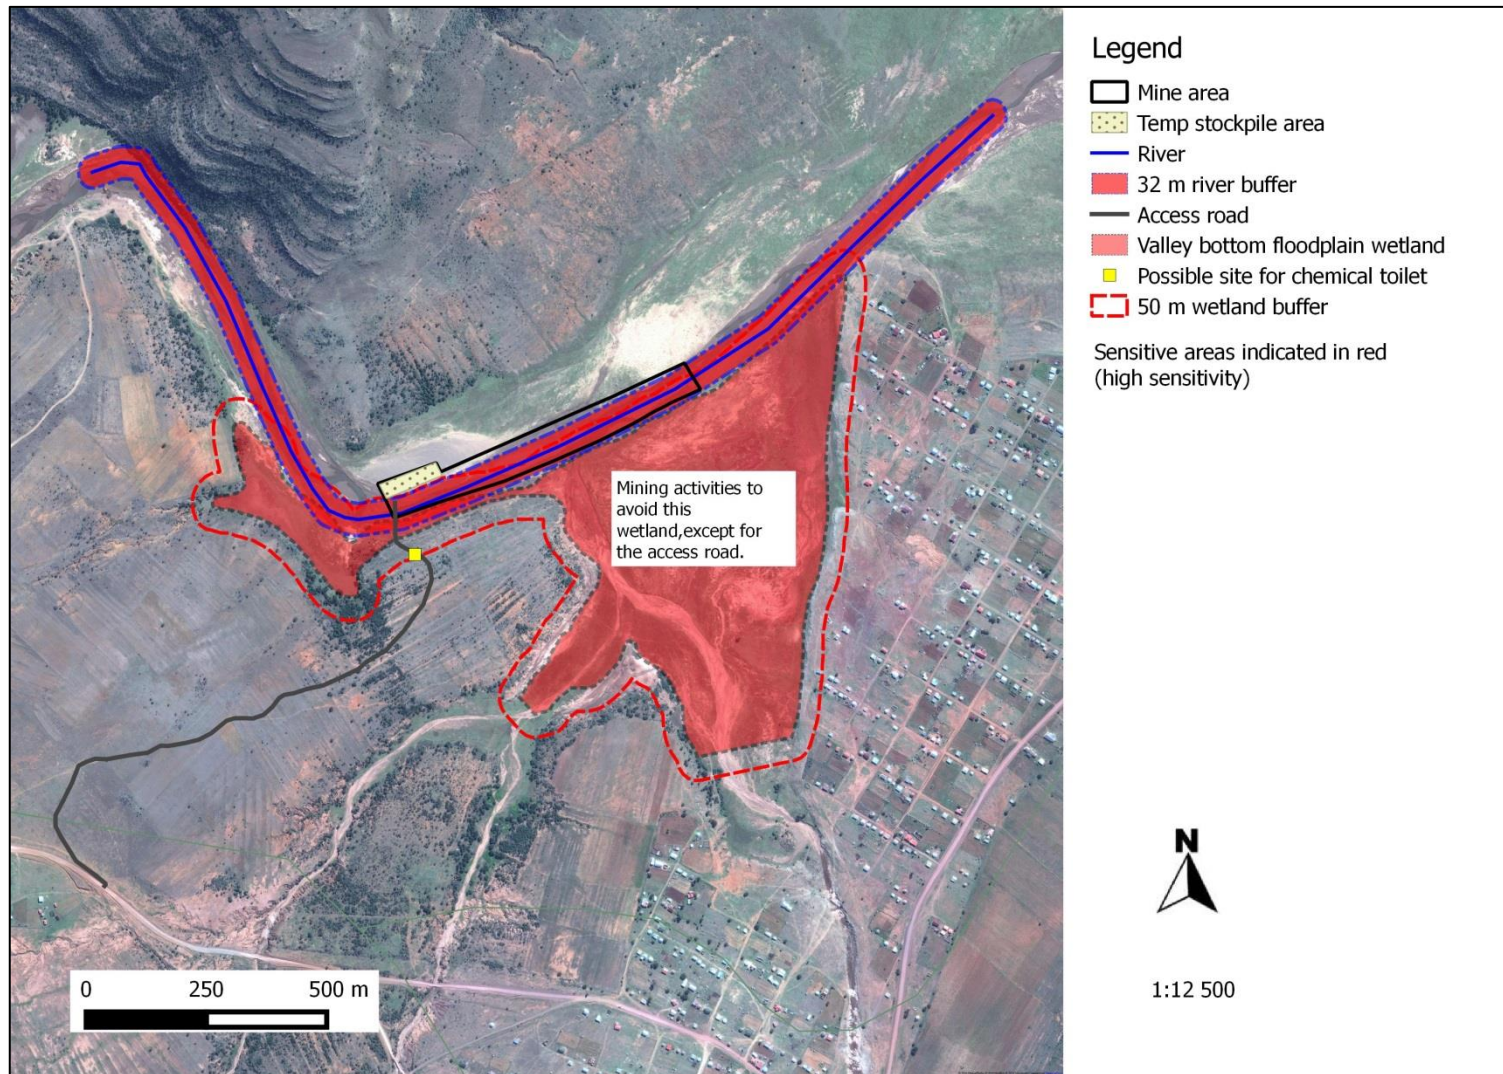 Legend
Mine area
Temp stockpile area
River
32 m river buffer
Access road
Valley bottom floodplain wetland
Possible site for chemical toilet
50 m wetland buffer
Sensitive areas indicated in red
(high sensitivity)
Mining activities to
avoid this
wetland,except for
the access road.
N
0 250 500 m
1:12 500